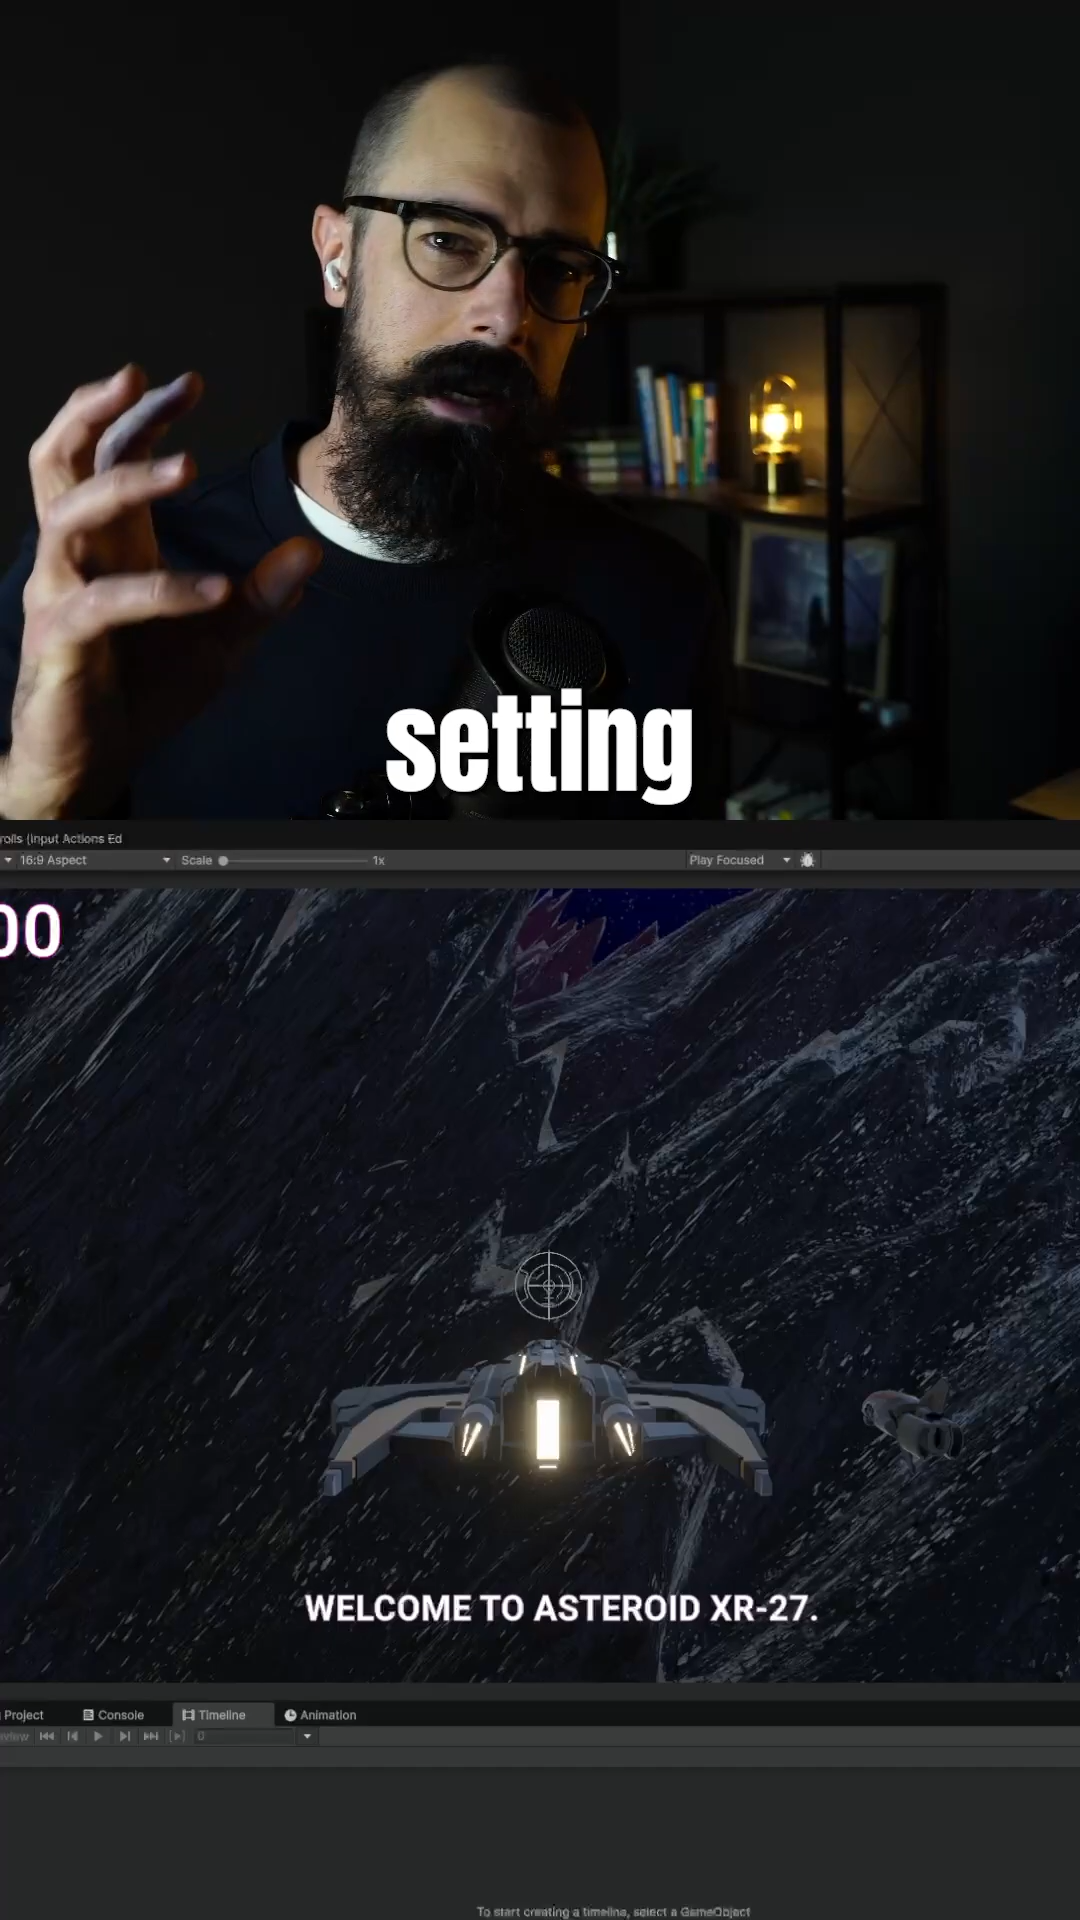 setting
rolls (Input Actions Ed
16:9 Aspect
Scale
1x
Play Focused
00
WELCOME TO ASTEROID XR-27.
Project
Console
Timeline
Animation
view
0
To start creating a timeline, select a GameObject